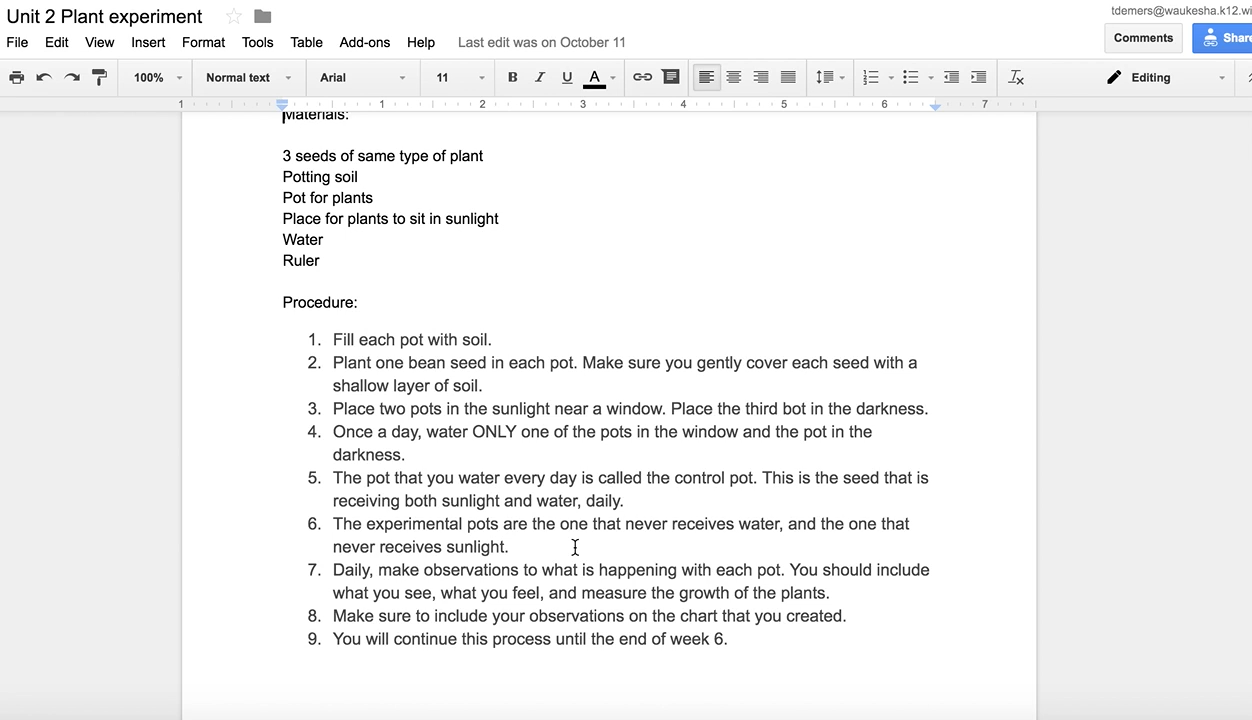 Unit 2 Plant experiment
tdemers@waukesha.k12.wi
File Edit View Insert Format Tools Table Add-ons Help Last edit was on October 11
Comments Share
100% Normal text Arial 11 B I U A Editing
1 1 2 3 4 5 6 7
Materials:
3 seeds of same type of plant
Potting soil
Pot for plants
Place for plants to sit in sunlight
Water
Ruler
Procedure:
1. Fill each pot with soil.
2. Plant one bean seed in each pot. Make sure you gently cover each seed with a
shallow layer of soil.
3. Place two pots in the sunlight near a window. Place the third bot in the darkness.
4. Once a day, water ONLY one of the pots in the window and the pot in the
darkness.
5. The pot that you water every day is called the control pot. This is the seed that is
receiving both sunlight and water, daily.
6. The experimental pots are the one that never receives water, and the one that
never receives sunlight.
7. Daily, make observations to what is happening with each pot. You should include
what you see, what you feel, and measure the growth of the plants.
8. Make sure to include your observations on the chart that you created.
9. You will continue this process until the end of week 6.